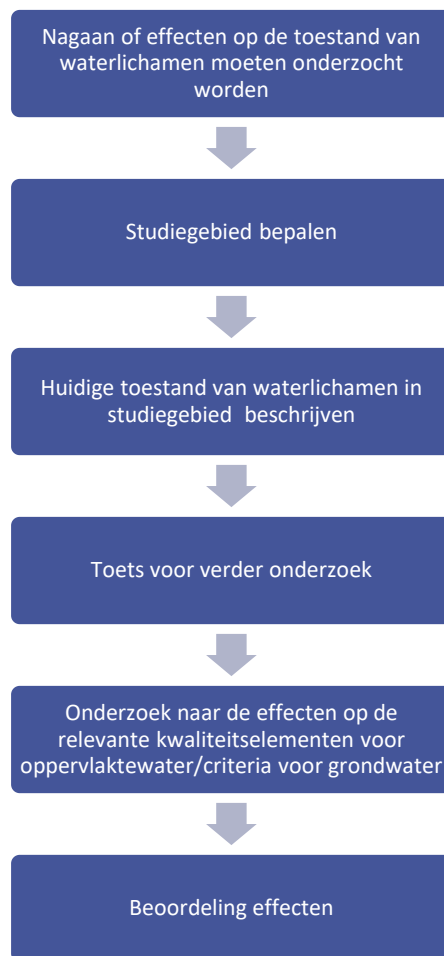 Nagaan of effecten op de toestand van
waterlichamen moeten onderzocht
worden
Studiegebied bepalen
Huidige toestand van waterlichamen in
studiegebied beschrijven
Toets voor verder onderzoek
Onderzoek naar de effecten op de
relevante kwaliteitselementen voor
oppervlaktewater/criteria voor grondwater
Beoordeling effecten